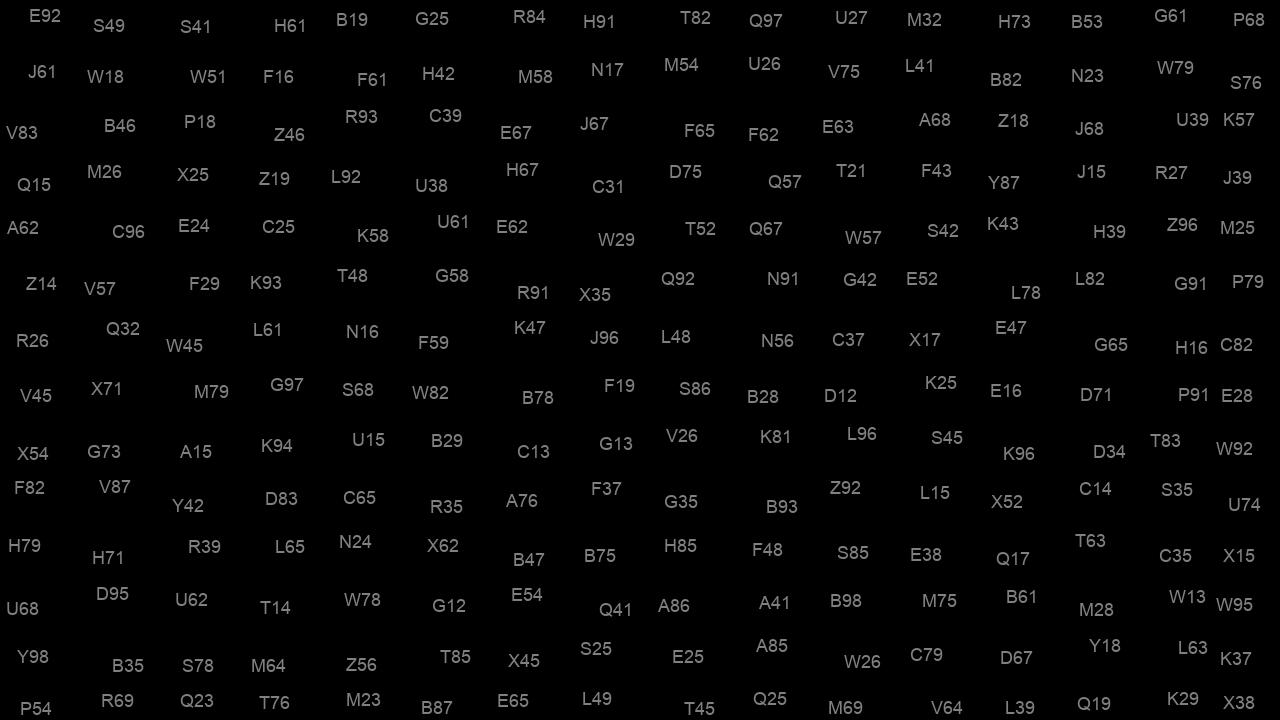 E92 S49 S41 H61 B19 G25 R84 H91 T82 Q97 U27 M32 H73 B53 G61 P68
J61 W18 W51 F16 F61 H42 M58 N17 M54 U26 V75 L41 B82 N23 W79 S76
V83 B46 P18 Z46 R93 C39 E67 J67 F65 F62 E63 A68 Z18 J68 U39 K57
Q15 M26 X25 Z19 L92 U38 H67 C31 D75 Q57 T21 F43 Y87 J15 R27 J39
A62 C96 E24 C25 K58 U61 E62 W29 T52 Q67 W57 S42 K43 H39 Z96 M25
Z14 V57 F29 K93 T48 G58 R91 X35 Q92 N91 G42 E52 L78 L82 G91 P79
R26 Q32 W45 L61 N16 F59 K47 J96 L48 N56 C37 X17 E47 G65 H16 C82
V45 X71 M79 G97 S68 W82 B78 F19 S86 B28 D12 K25 E16 D71 P91 E28
X54 G73 A15 K94 U15 B29 C13 G13 V26 K81 L96 S45 K96 D34 T83 W92
F82 V87 Y42 D83 C65 R35 A76 F37 G35 B93 Z92 L15 X52 C14 S35 U74
H79 H71 R39 L65 N24 X62 B47 B75 H85 F48 S85 E38 Q17 T63 C35 X15
U68 D95 U62 T14 W78 G12 E54 Q41 A86 A41 B98 M75 B61 M28 W13 W95
Y98 B35 S78 M64 Z56 T85 X45 S25 E25 A85 W26 C79 D67 Y18 L63 K37
P54 R69 Q23 T76 M23 B87 E65 L49 T45 Q25 M69 V64 L39 Q19 K29 X38